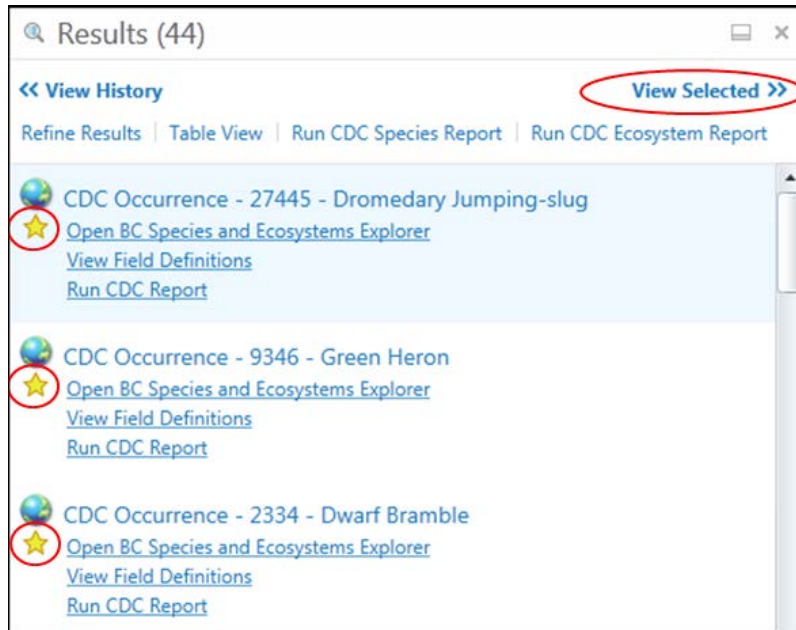 Results (44)
<< View History View Selected >>
Refine Results | Table View | Run CDC Species Report | Run CDC Ecosystem Report
CDC Occurrence - 27445 - Dromedary Jumping-slug
Open BC Species and Ecosystems Explorer
View Field Definitions
Run CDC Report
CDC Occurrence - 9346 - Green Heron
Open BC Species and Ecosystems Explorer
View Field Definitions
Run CDC Report
CDC Occurrence - 2334 - Dwarf Bramble
Open BC Species and Ecosystems Explorer
View Field Definitions
Run CDC Report